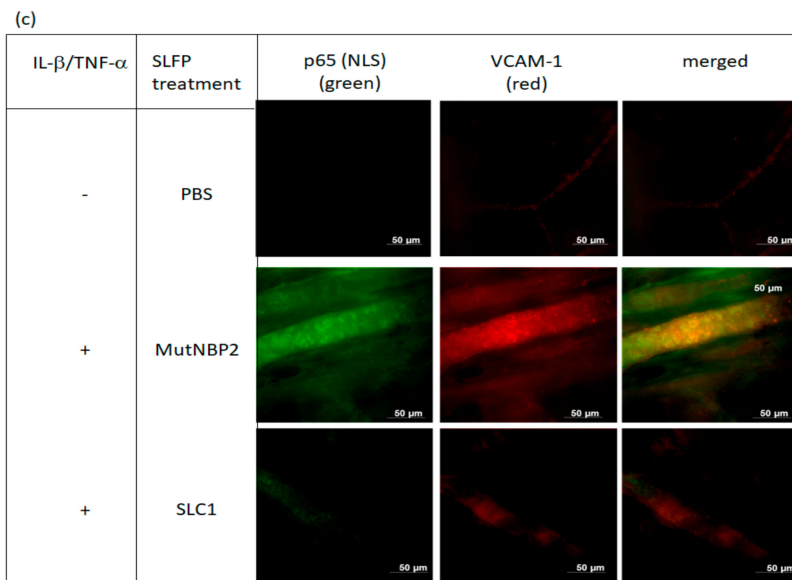 (c)
IL-β/TNF-α SLFP treatment p65 (NLS) (green) VCAM-1 (red) merged
- PBS
50 µm 50 µm 50 µm
50 µm
+ MutNBP2
50 µm 50 µm 50 µm
+ SLC1
50 µm 50 µm 50 µm